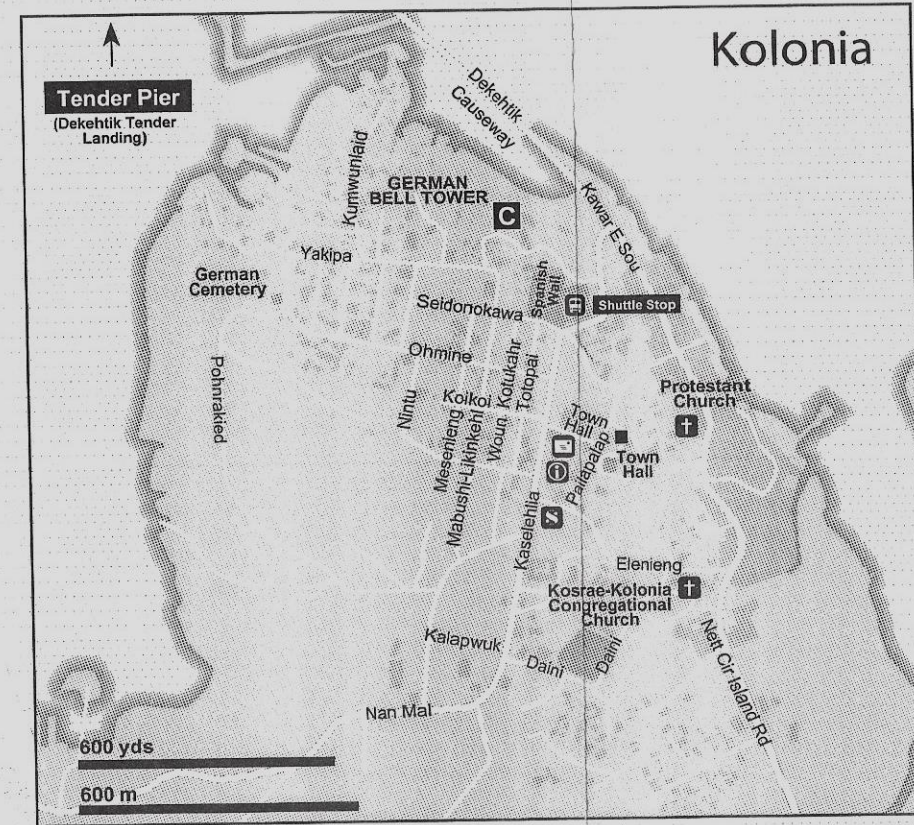 Kolonia
Tender Pier
(Dekehtik Tender
Landing)
Dekehtik
Causeway
Kumwunlaid
GERMAN
BELL TOWER
C
Kawar E Sou
Yakipa
German
Cemetery
Spanish
Wall
Seidonokawa
Shuttle Stop
Ohmine
Pohnrakied
Nintu
Koikoi
Kotukahr
Totopai
Woun
Mesenieng
Mabushi-Likinkehl
Protestant
Church
Town
Hall
Pailapalap
Town
Hall
i
Kaselehlia
Elenieng
Kosrae-Kolonia
Congregational
Church
Kalapwuk
Daini
Daini
Nett Cir Island Rd
Nan Mal
600 yds
600 m